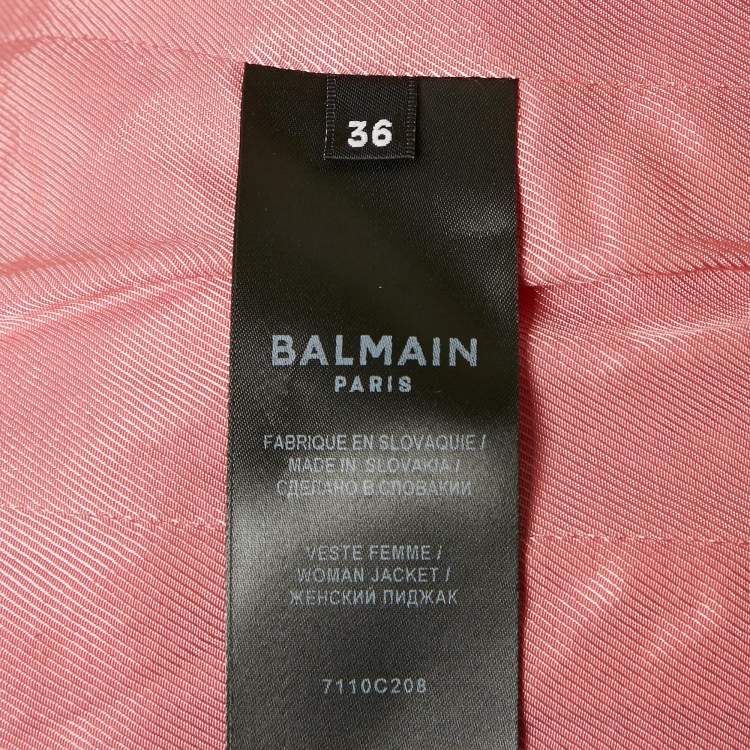 36
BALMAIN
PARIS
FABRIQUE EN SLOVAQUIE /
MADE IN SLOVAKIA /
СДЕЛАНО В СЛОВАКИИ
VESTE FEMME /
WOMAN JACKET /
ЖЕНСКИЙ ПИДЖАК
7110C208